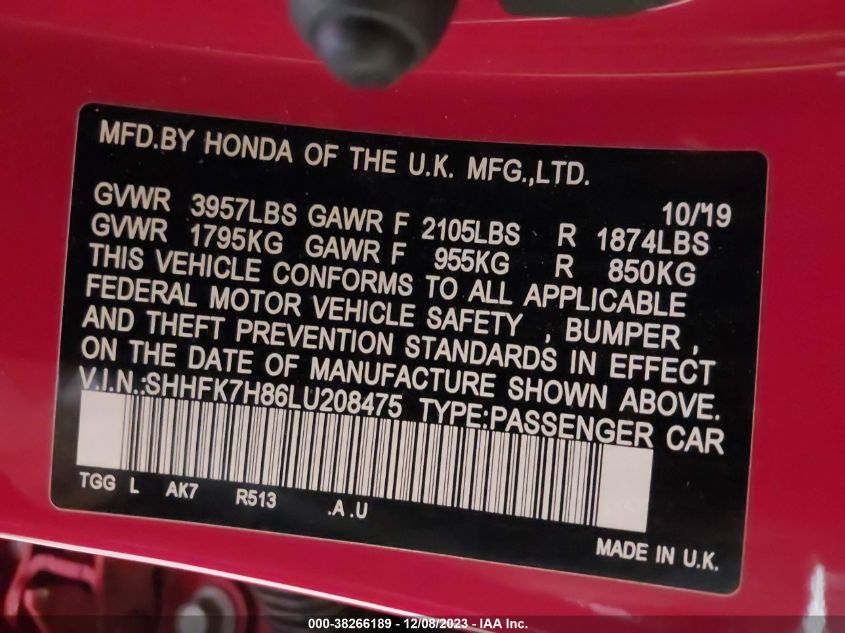 MFD.BY HONDA OF THE U.K. MFG.,LTD.
10/'19
GVWR 3957LBS GAWR F 2105LBS R 1874LBS
GVWR 1795KG GAWR F 955KG R 850KG
THIS VEHICLE CONFORMS TO ALL APPLICABLE
FEDERAL MOTOR VEHICLE SAFETY , BUMPER ,
AND THEFT PREVENTION STANDARDS IN EFFECT
ON THE DATE OF MANUFACTURE SHOWN ABOVE.
V.I.N.:SHHFK7H86LU208475 TYPE:PASSENGER CAR
TGG L AK7 R513 .A .U
MADE IN U.K.
000-38266189 - 12/08/2023 - IAA Inc.